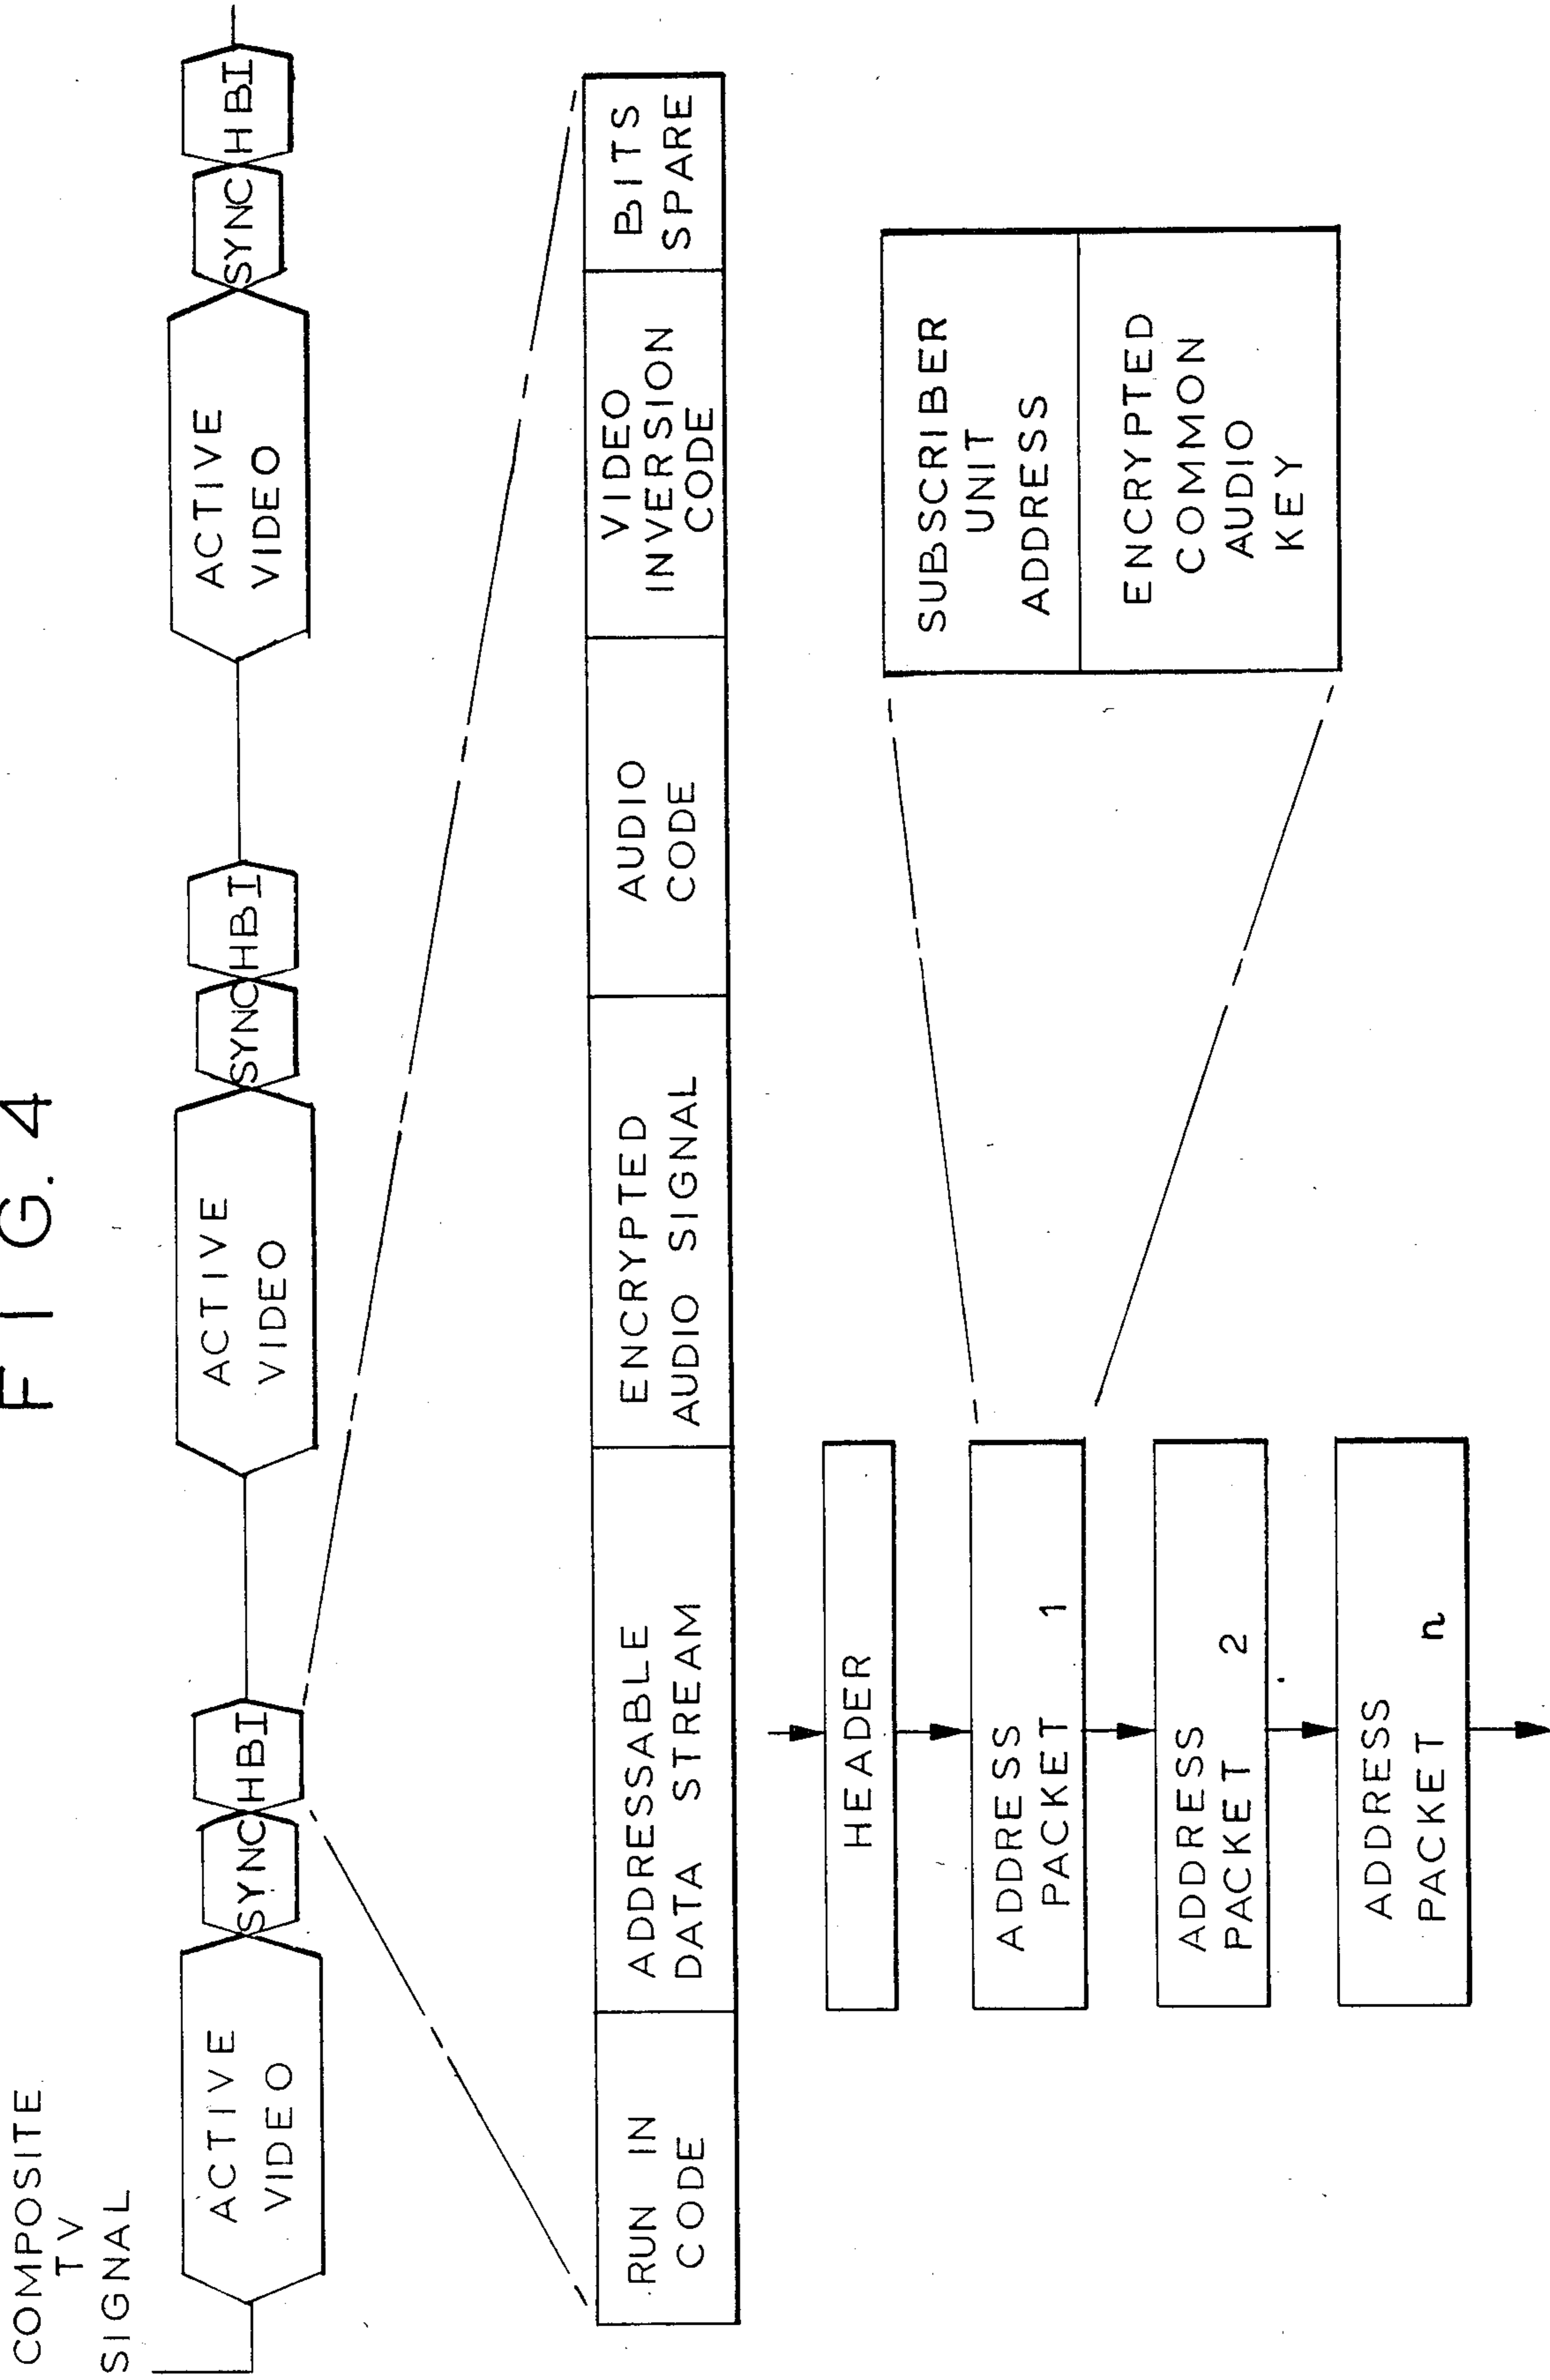 FIG. 4
COMPOSITE
TV
SIGNAL
ACTIVE
VIDEO
SYNC
HBI
ACTIVE
VIDEO
SYNC
HBI
ACTIVE
VIDEO
SYNC
HBI
RUN IN
CODE
ADDRESSABLE
DATA STREAM
ENCRYPTED
AUDIO SIGNAL
AUDIO
CODE
VIDEO
INVERSION
CODE
BITS
SPARE
HEADER
ADDRESS
PACKET 1
ADDRESS
PACKET 2
ADDRESS
PACKET n
SUBSCRIBER
UNIT
ADDRESS
ENCRYPTED
COMMON
AUDIO
KEY